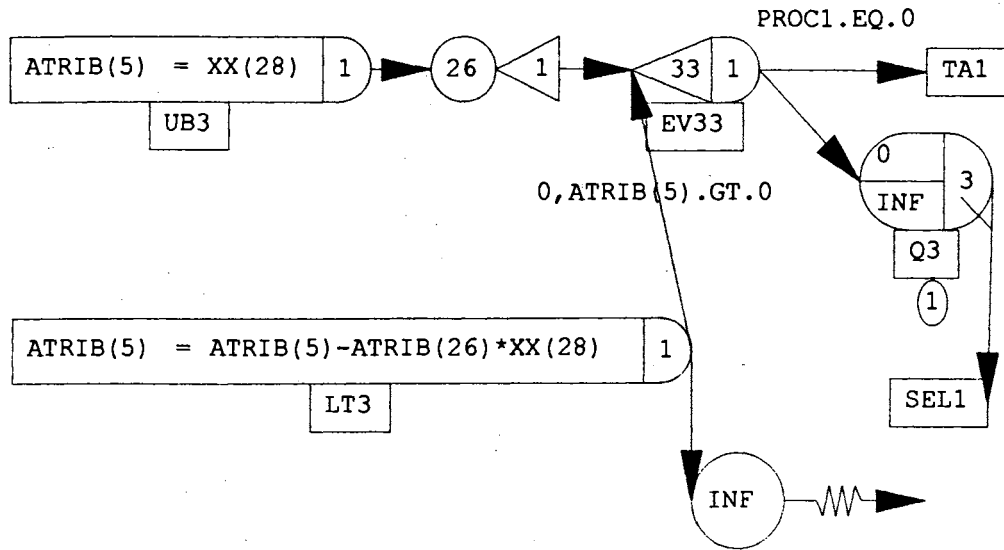 PROC1.EQ.0
ATRIB(5) = XX(28) 1 26 1 33 1 TA1
UB3 EV33
0
3
INF
0,ATRIB(5).GT.0
Q3
1
ATRIB(5) = ATRIB(5)-ATRIB(26)*XX(28) 1
LT3 SEL1
INF